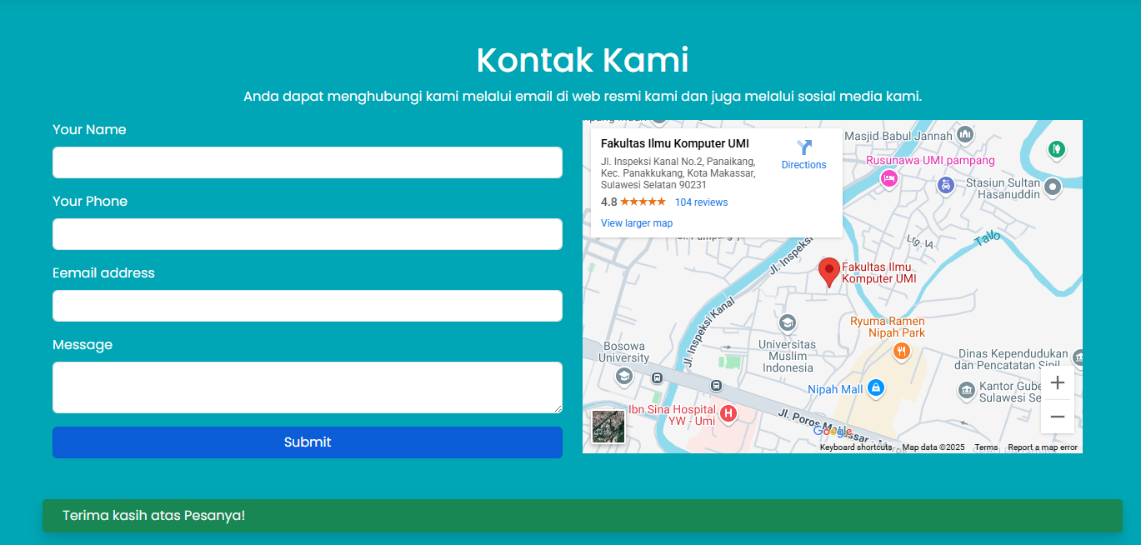 Kontak Kami
Anda dapat menghubungi kami melalui email di web resmi kami dan juga melalui sosial media kami.
Your Name
Your Phone
Eemail address
Message
Submit
Fakultas Ilmu Komputer UMI
Jl. Inspeksi Kanal No.2, Panaikang,
Kec. Panakkukang, Kota Makassar,
Sulawesi Selatan 90231
4.8 ★★★★★ 104 reviews
View larger map
Directions
Masjid Babul Jannah
Rusunawa UMI pampang
Stasiun Sultan
Hasanuddin
Lrg. 14
Tallo
Jl. Inspeksi
Fakultas Ilmu
Komputer UMI
Jl. Inspeksi Kanal
Ryuma Ramen
Nipah Park
Bosowa
University
Universitas
Muslim
Indonesia
Dinas Kependudukan
dan Pencatatan Sipil
Nipah Mall
Kantor Gube
Sulawesi Se
Ibn Sina Hospital
YW - Umi
Jl. Poros
Google
Keyboard shortcuts
Map data ©2025
Terms
Report a map error
Terima kasih atas Pesanya!